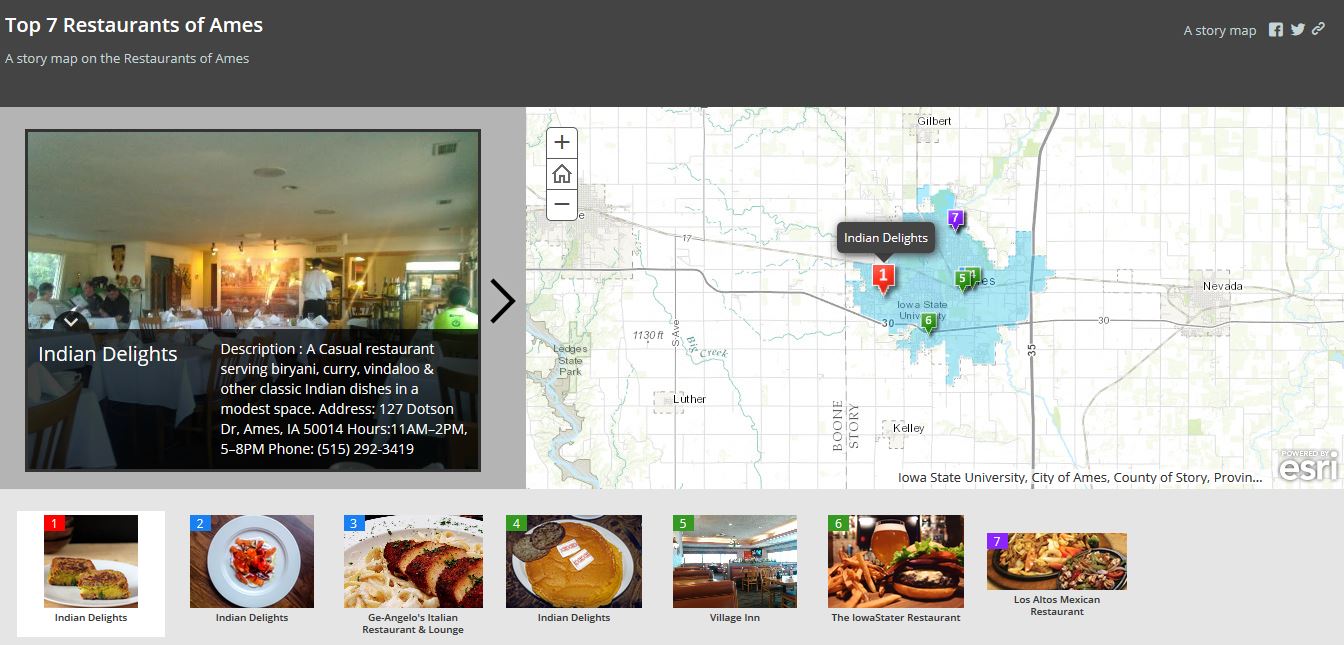 Top 7 Restaurants of Ames
A story map on the Restaurants of Ames
A story map
Indian Delights
Description : A Casual restaurant
serving biryani, curry, vindaloo &
other classic Indian dishes in a
modest space. Address: 127 Dotson
Dr, Ames, IA 50014 Hours:11AM–2PM,
5–8PM Phone: (515) 292-3419
+
−
Gilbert
e
17
7
Indian Delights
1
5
4
es
Iowa State
University
30
6
30
Nevada
1130 ft
S Ave
Big Creek
Ledges
State
Park
35
Luther
BOONE
STORY
Kelley
POWERED BY
esri
Iowa State University, City of Ames, County of Story, Provin...
1
Indian Delights
2
Indian Delights
3
Ge-Angelo's Italian
Restaurant & Lounge
4
Indian Delights
5
Village Inn
6
The IowaStater Restaurant
7
Los Altos Mexican
Restaurant